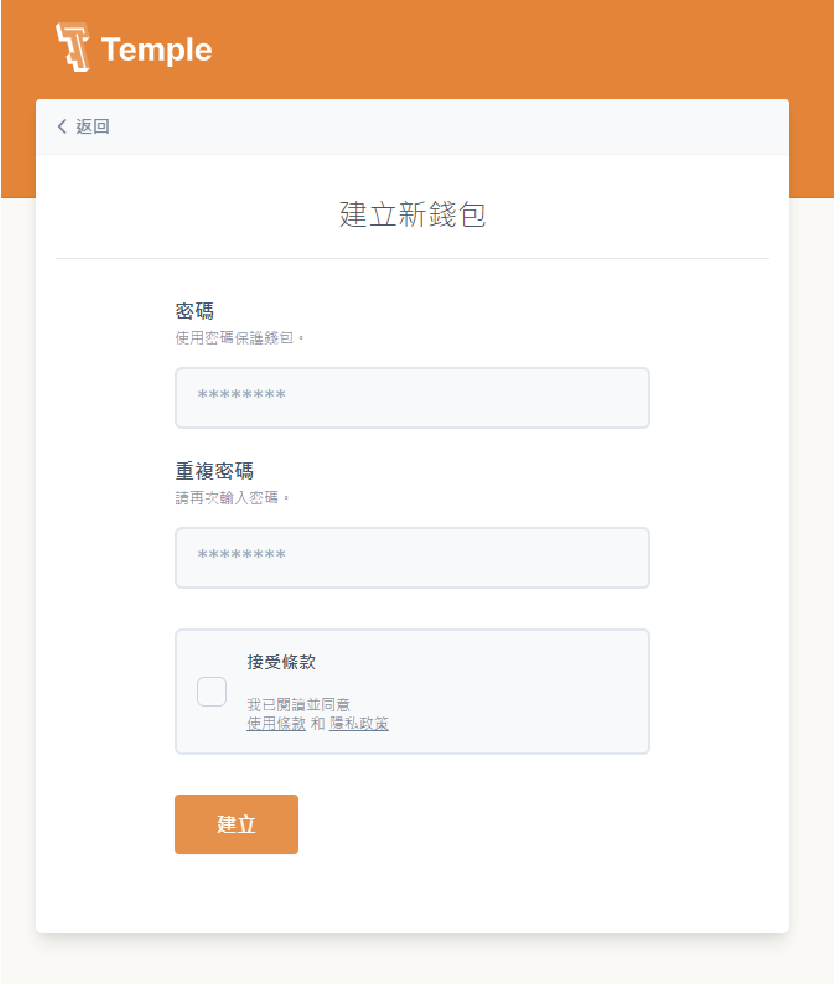 Temple
返回
建立新錢包
密碼
使用密碼保護錢包。
********
重複密碼
請再次輸入密碼。
********
接受條款
我已閱讀並同意
使用條款 和 隱私政策
建立